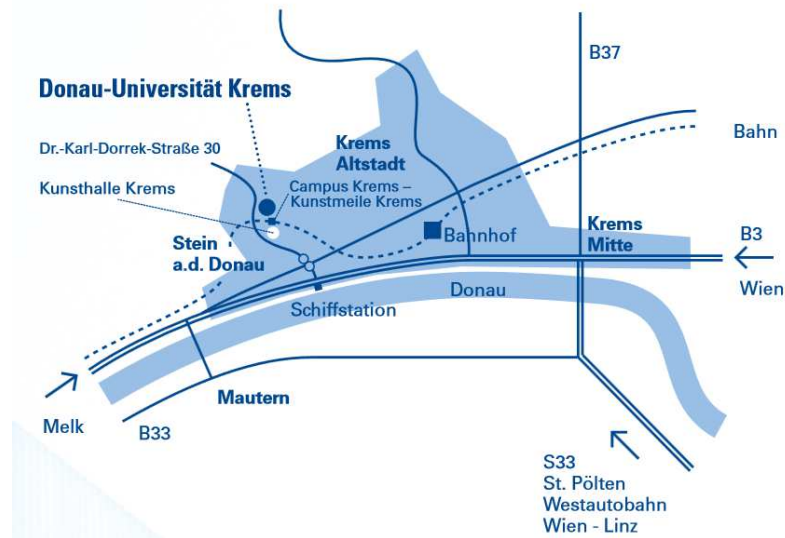 B37
Donau-Universität Krems
Bahn
Dr.-Karl-Dorrek-Straße 30
Krems
Altstadt
Kunsthalle Krems
Campus Krems –
Kunstmeile Krems
Stein
a.d. Donau
Bahnhof
Krems
Mitte
B3
Wien
Donau
Schiffstation
Mautern
Melk
B33
S33
St. Pölten
Westautobahn
Wien - Linz